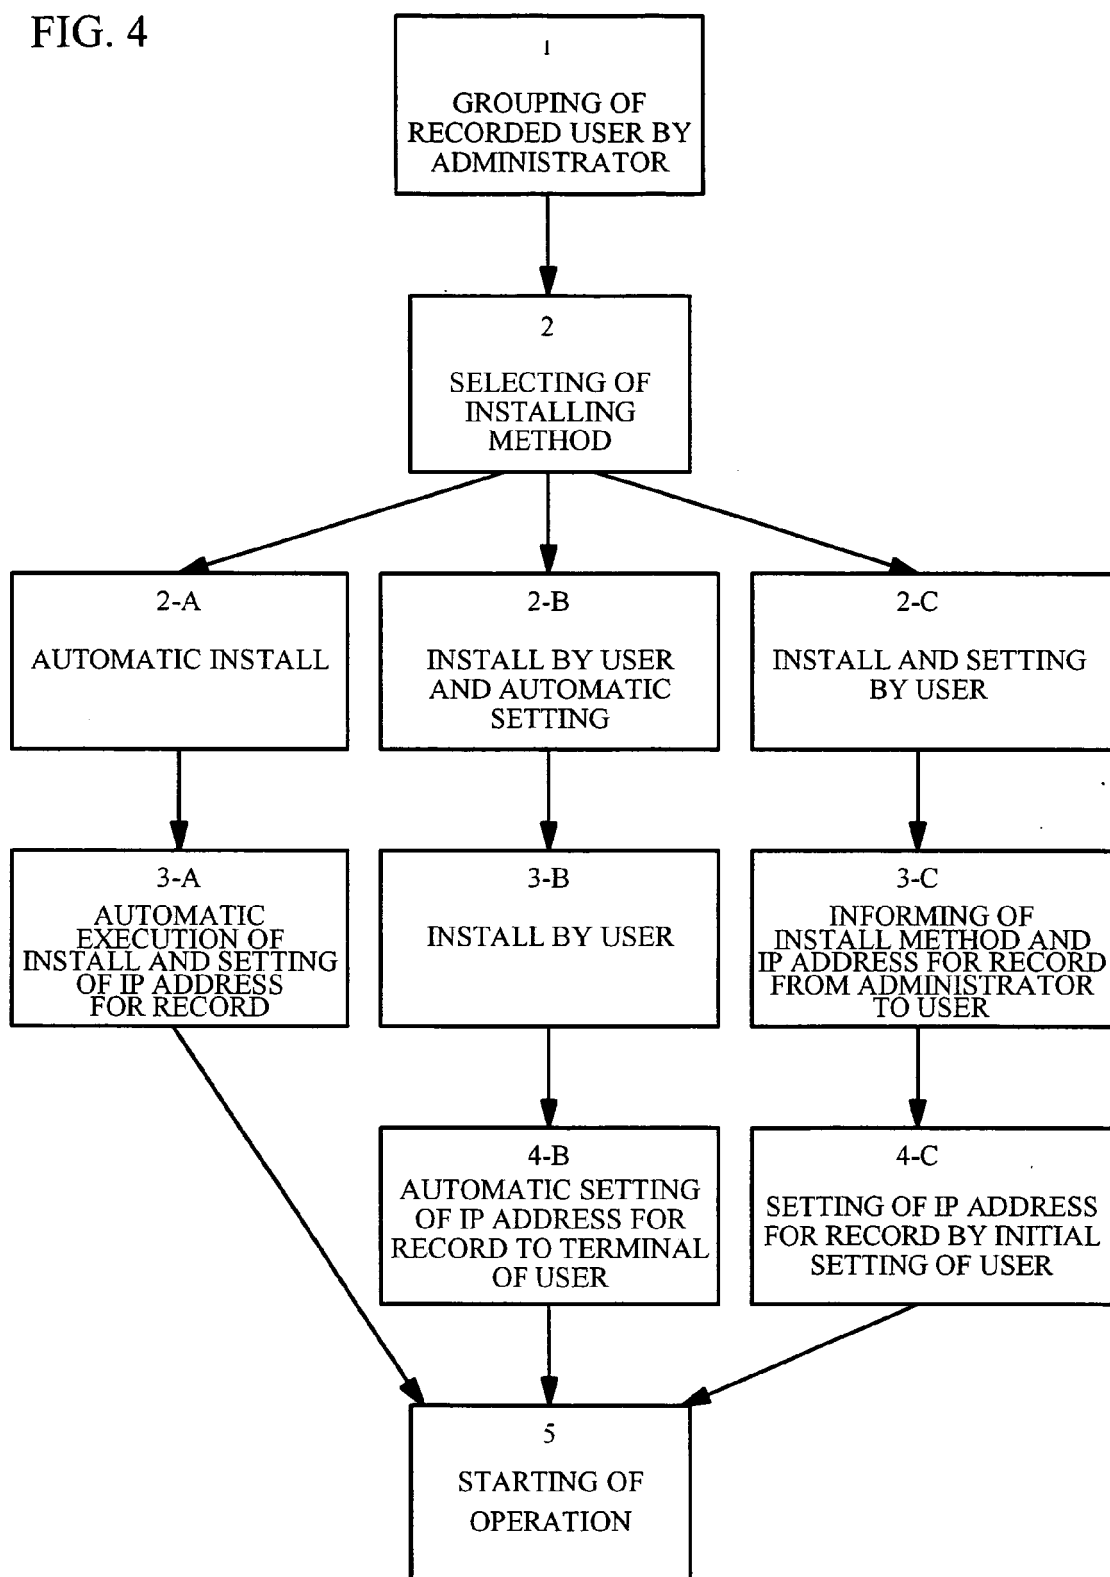 FIG. 4
1
GROUPING OF
RECORDED USER BY
ADMINISTRATOR
2
SELECTING OF
INSTALLING
METHOD
2-A
AUTOMATIC INSTALL
2-B
INSTALL BY USER
AND AUTOMATIC
SETTING
2-C
INSTALL AND SETTING
BY USER
3-A
AUTOMATIC
EXECUTION OF
INSTALL AND SETTING
OF IP ADDRESS
FOR RECORD
3-B
INSTALL BY USER
3-C
INFORMING OF
INSTALL METHOD AND
IP ADDRESS FOR RECORD
FROM ADMINISTRATOR
TO USER
4-B
AUTOMATIC SETTING
OF IP ADDRESS FOR
RECORD TO TERMINAL
OF USER
4-C
SETTING OF IP ADDRESS
FOR RECORD BY INITIAL
SETTING OF USER
5
STARTING OF
OPERATION